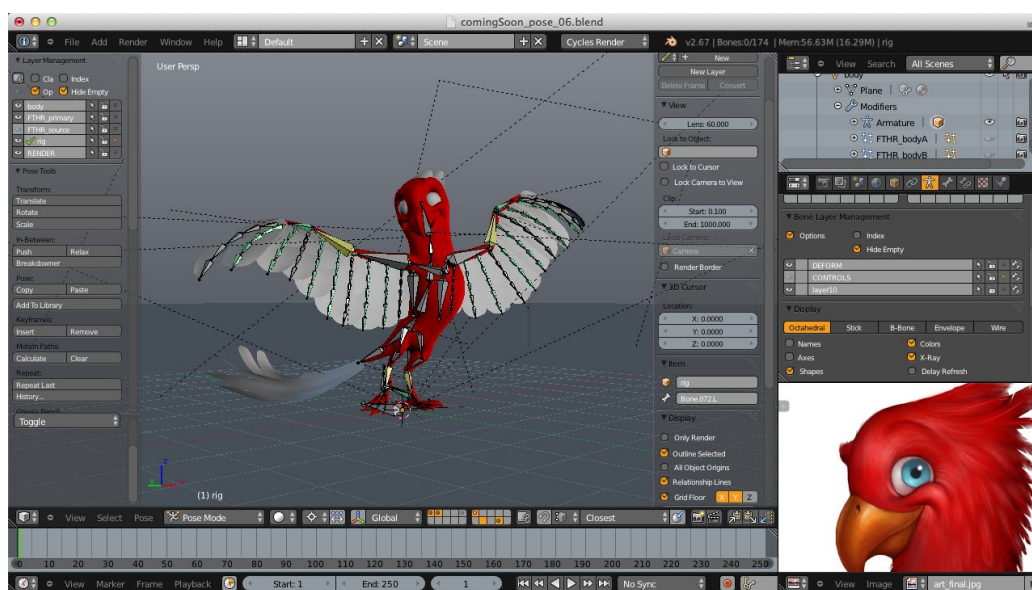 comingSoon_pose_06.blend
File Add Render Window Help Default Scene Cycles Render v2.67 | Bones:0/174 | Mem:56.63M (16.29M) | rig
Layer Management
Cla Index
Op Hide Empty
body
FTHR_primary
FTHR_source
rig
RENDER
Pose Tools
Transform:
Translate
Rotate
Scale
In-Between:
Push Relax
Breakdowner
Pose:
Copy Paste
Add To Library
Keyframes:
Insert Remove
Motion Paths:
Calculate Clear
Repeat:
Repeat Last
History...
Grease Pencil:
Toggle
User Persp
z
y
(1) rig
New
New Layer
Delete Frame Convert
View
Lens: 60.000
Lock to Object:
Lock to Cursor
Lock Camera to View
Clip:
Start: 0.100
End: 1000.000
Local Camera:
Camera
Render Border
3D Cursor
Location:
X: 0.0000
Y: 0.0000
Z: 0.0000
Item
rig
Bone.072.L
Display
Only Render
Outline Selected
All Object Origins
Relationship Lines
Grid Floor X Y Z
View Search All Scenes
body
Plane |
Modifiers
Armature |
FTHR_bodyA |
FTHR_bodyB |
Bone Layer Management
Options Index
Hide Empty
DEFORM
CONTROLS
layer10
Display
Octahedral Stick B-Bone Envelope Wire
Names Colors
Axes X-Ray
Shapes Delay Refresh
View Select Pose Pose Mode Global Closest
0 10 20 30 40 50 60 70 80 90 100 110 120 130 140 150 160 170 180 190 200 210 220 230 240 250
View Marker Frame Playback Start: 1 End: 250 1 No Sync
View Image art_final.jpg